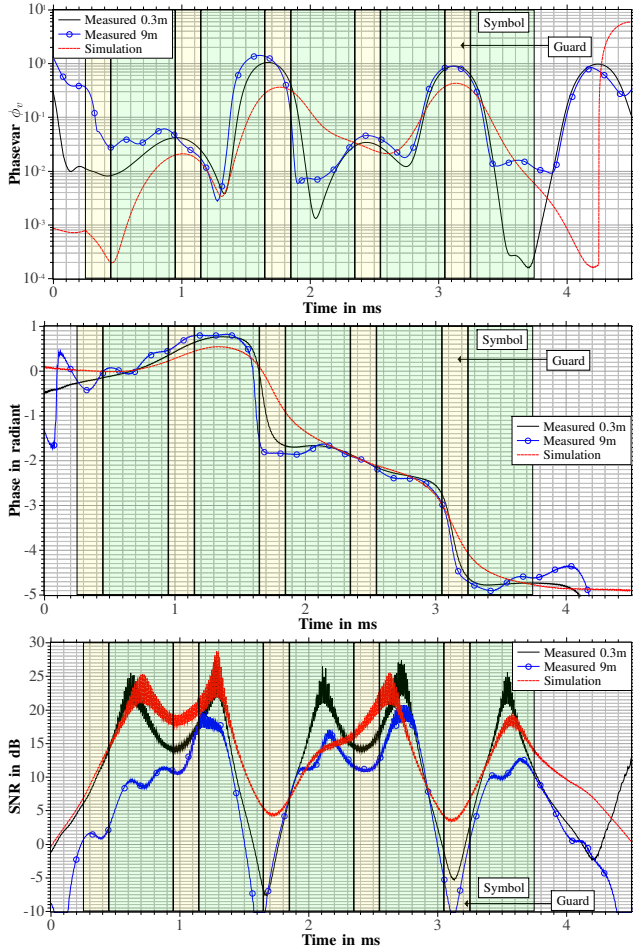 10⁰
10⁻¹
10⁻²
10⁻³
10⁻⁴
Phasevar ϕᵥ
Measured 0.3m
Measured 9m
Simulation
Symbol
Guard
0 1 2 3 4
Time in ms
1
0
-1
-2
-3
-4
-5
Phase in radiant
Symbol
Guard
Measured 0.3m
Measured 9m
Simulation
0 1 2 3 4
Time in ms
30
25
20
15
10
5
0
-5
-10
SNR in dB
Measured 0.3m
Measured 9m
Simulation
Symbol
Guard
0 1 2 3 4
Time in ms